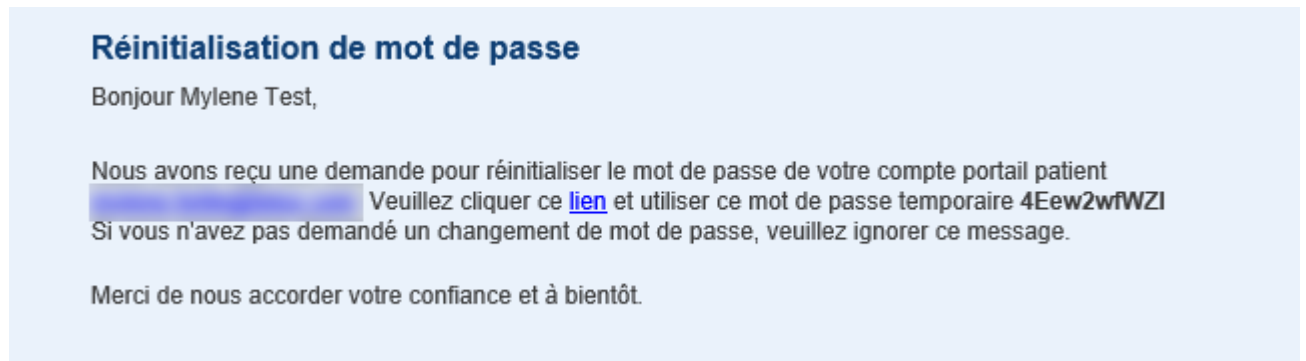 Réinitialisation de mot de passe
Bonjour Mylene Test,
Nous avons reçu une demande pour réinitialiser le mot de passe de votre compte portail patient
Veuillez cliquer ce lien et utiliser ce mot de passe temporaire 4Eew2wfWZl
Si vous n'avez pas demandé un changement de mot de passe, veuillez ignorer ce message.
Merci de nous accorder votre confiance et à bientôt.